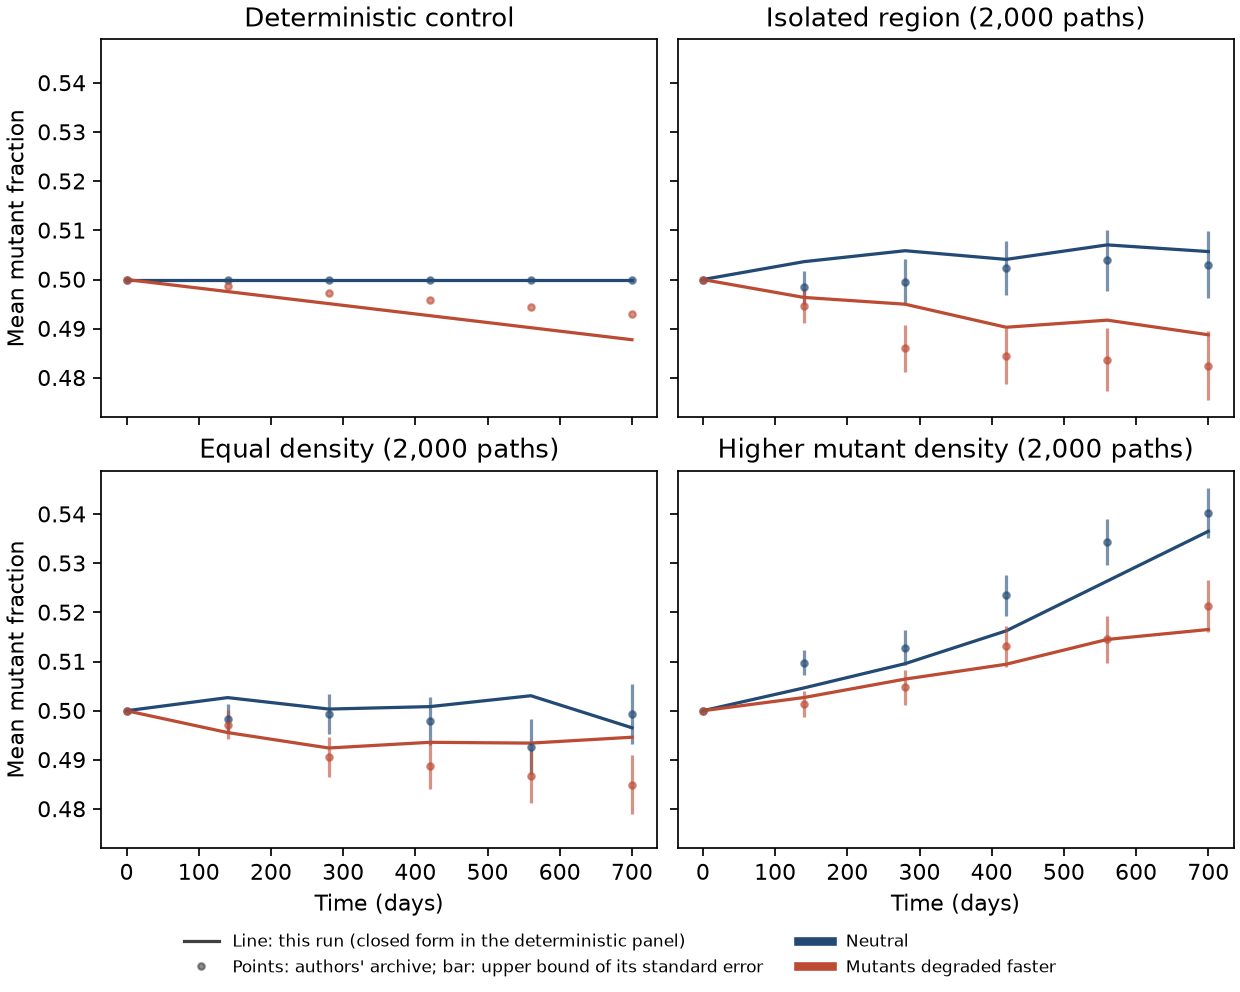 Deterministic control
Isolated region (2,000 paths)
Mean mutant fraction
0.54
0.53
0.52
0.51
0.50
0.49
0.48
Equal density (2,000 paths)
Higher mutant density (2,000 paths)
Mean mutant fraction
0.54
0.53
0.52
0.51
0.50
0.49
0.48
0 100 200 300 400 500 600 700
0 100 200 300 400 500 600 700
Time (days)
Time (days)
Line: this run (closed form in the deterministic panel)
Points: authors' archive; bar: upper bound of its standard error
Neutral
Mutants degraded faster